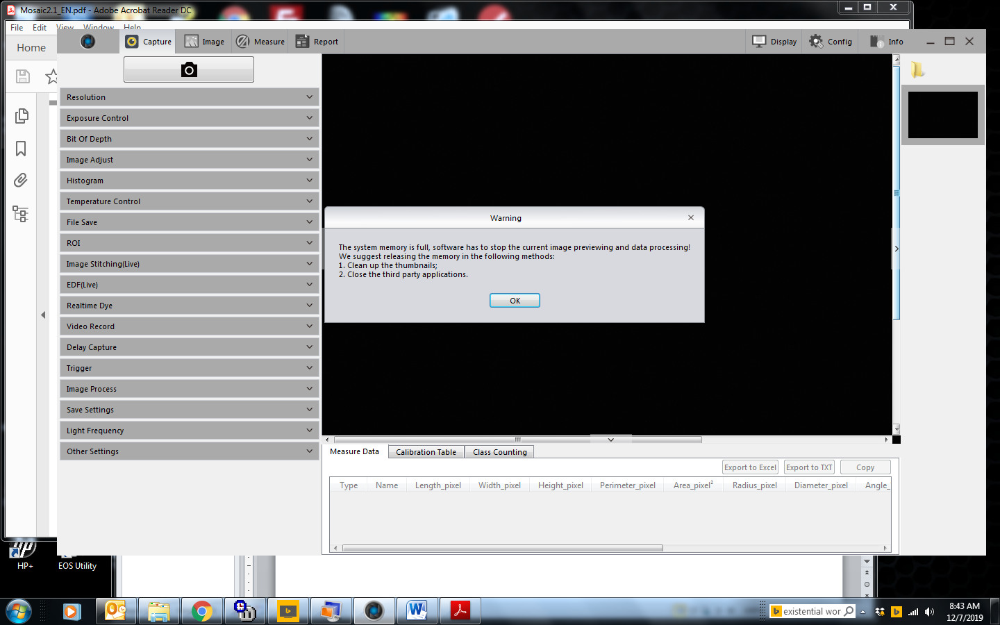 Mosaic2.1_EN.pdf - Adobe Acrobat Reader DC
File Edit View Window Help
Home
Capture Image Measure Report Display Config Info
Resolution
Exposure Control
Bit Of Depth
Image Adjust
Histogram
Temperature Control
File Save
ROI
Image Stitching(Live)
EDF(Live)
Realtime Dye
Video Record
Delay Capture
Trigger
Image Process
Save Settings
Light Frequency
Other Settings
Warning
The system memory is full, software has to stop the current image previewing and data processing!
We suggest releasing the memory in the following methods:
1. Clean up the thumbnails;
2. Close the third party applications.
OK
Measure Data Calibration Table Class Counting
Export to Excel Export to TXT Copy
Type Name Length_pixel Width_pixel Height_pixel Perimeter_pixel Area_pixel² Radius_pixel Diameter_pixel Angle_
HP+ EOS Utility
existential wor
8:43 AM
12/7/2019